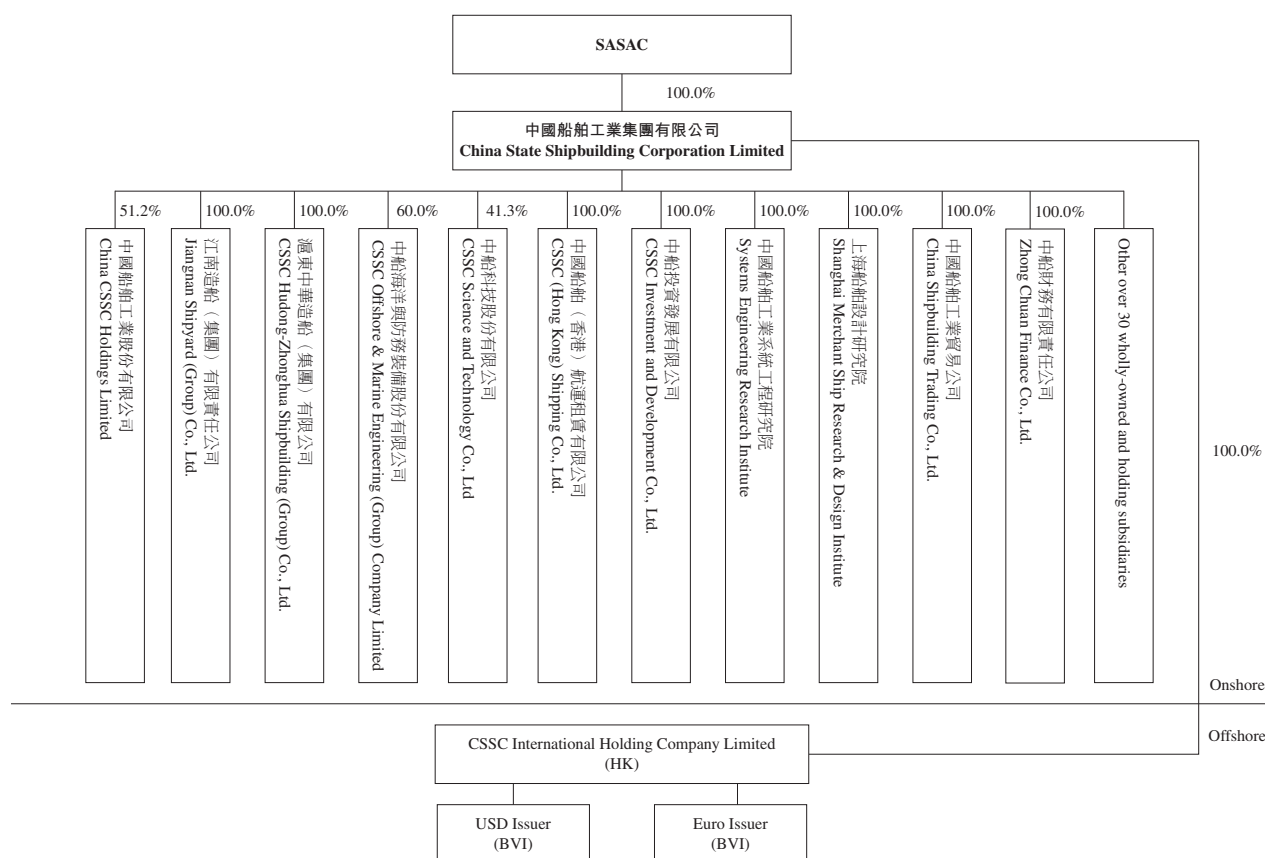 SASAC
100.0%
中國船舶工業集團有限公司
China State Shipbuilding Corporation Limited
51.2%
100.0%
100.0%
60.0%
41.3%
100.0%
100.0%
100.0%
100.0%
100.0%
100.0%
中國船舶工業股份有限公司
China CSSC Holdings Limited
江南造船（集團）有限責任公司
Jiangnan Shipyard (Group) Co., Ltd.
滬東中華造船（集團）有限公司
CSSC Hudong-Zhonghua Shipbuilding (Group) Co., Ltd.
中船海洋與防務裝備股份有限公司
CSSC Offshore & Marine Engineering (Group) Company Limited
中船科技股份有限公司
CSSC Science and Technology Co., Ltd
中國船舶（香港）航運租賃有限公司
CSSC (Hong Kong) Shipping Co., Ltd.
中船投資發展有限公司
CSSC Investment and Development Co., Ltd.
中國船舶工業系統工程研究院
Systems Engineering Research Institute
上海船舶設計研究院
Shanghai Merchant Ship Research & Design Institute
中國船舶工業貿易公司
China Shipbuilding Trading Co., Ltd.
中船財務有限責任公司
Zhong Chuan Finance Co., Ltd.
Other over 30 wholly-owned and holding subsidiaries
100.0%
Onshore
Offshore
CSSC International Holding Company Limited
(HK)
USD Issuer
(BVI)
Euro Issuer
(BVI)